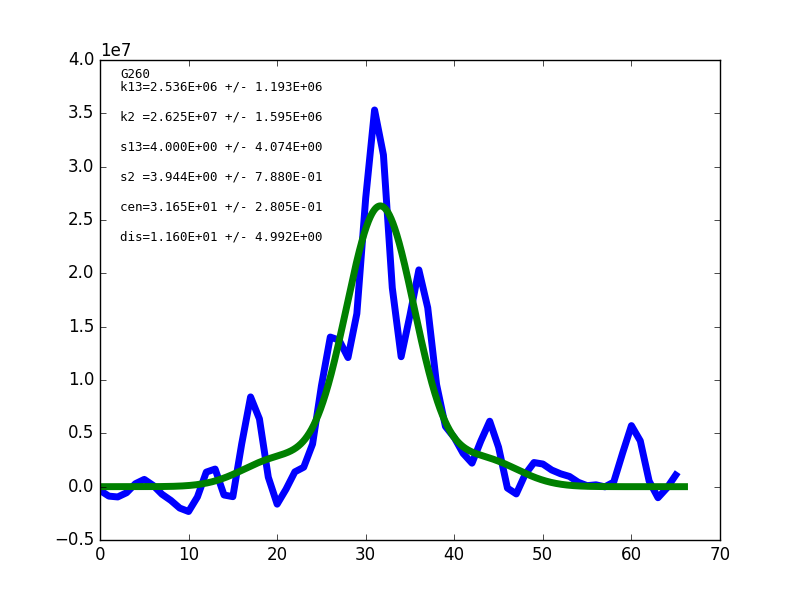 1e7
G260
k13=2.536E+06 +/- 1.193E+06
k2 =2.625E+07 +/- 1.595E+06
s13=4.000E+00 +/- 4.074E+00
s2 =3.944E+00 +/- 7.880E-01
cen=3.165E+01 +/- 2.805E-01
dis=1.160E+01 +/- 4.992E+00
4.0
3.5
3.0
2.5
2.0
1.5
1.0
0.5
0.0
−0.5
0 10 20 30 40 50 60 70